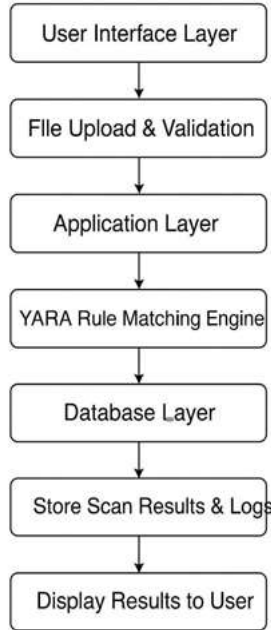 User Interface Layer
FIle Upload & Validation
Application Layer
YARA Rule Matching Engine
Database Layer
Store Scan Results & Logs
Display Results to User